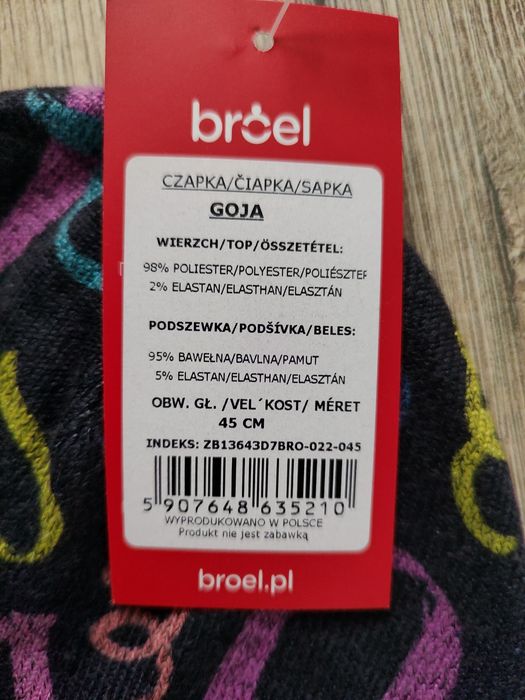 broel
CZAPKA/ČIAPKA/SAPKA
GOJA
WIERZCH/TOP/ÖSSZETÉTEL:
98% POLIESTER/POLYESTER/POLIÉSZTER
2% ELASTAN/ELASTHAN/ELASZTÁN
PODSZEWKA/PODŠÍVKA/BELES:
95% BAWEŁNA/BAVLNA/PAMUT
5% ELASTAN/ELASTHAN/ELASZTÁN
OBW. GŁ. /VEL´KOST/ MÉRET
45 CM
INDEKS: ZB13643D7BRO-022-045
5 907648 635210
WYPRODUKOWANO W POLSCE
Produkt nie jest zabawką
broel.pl